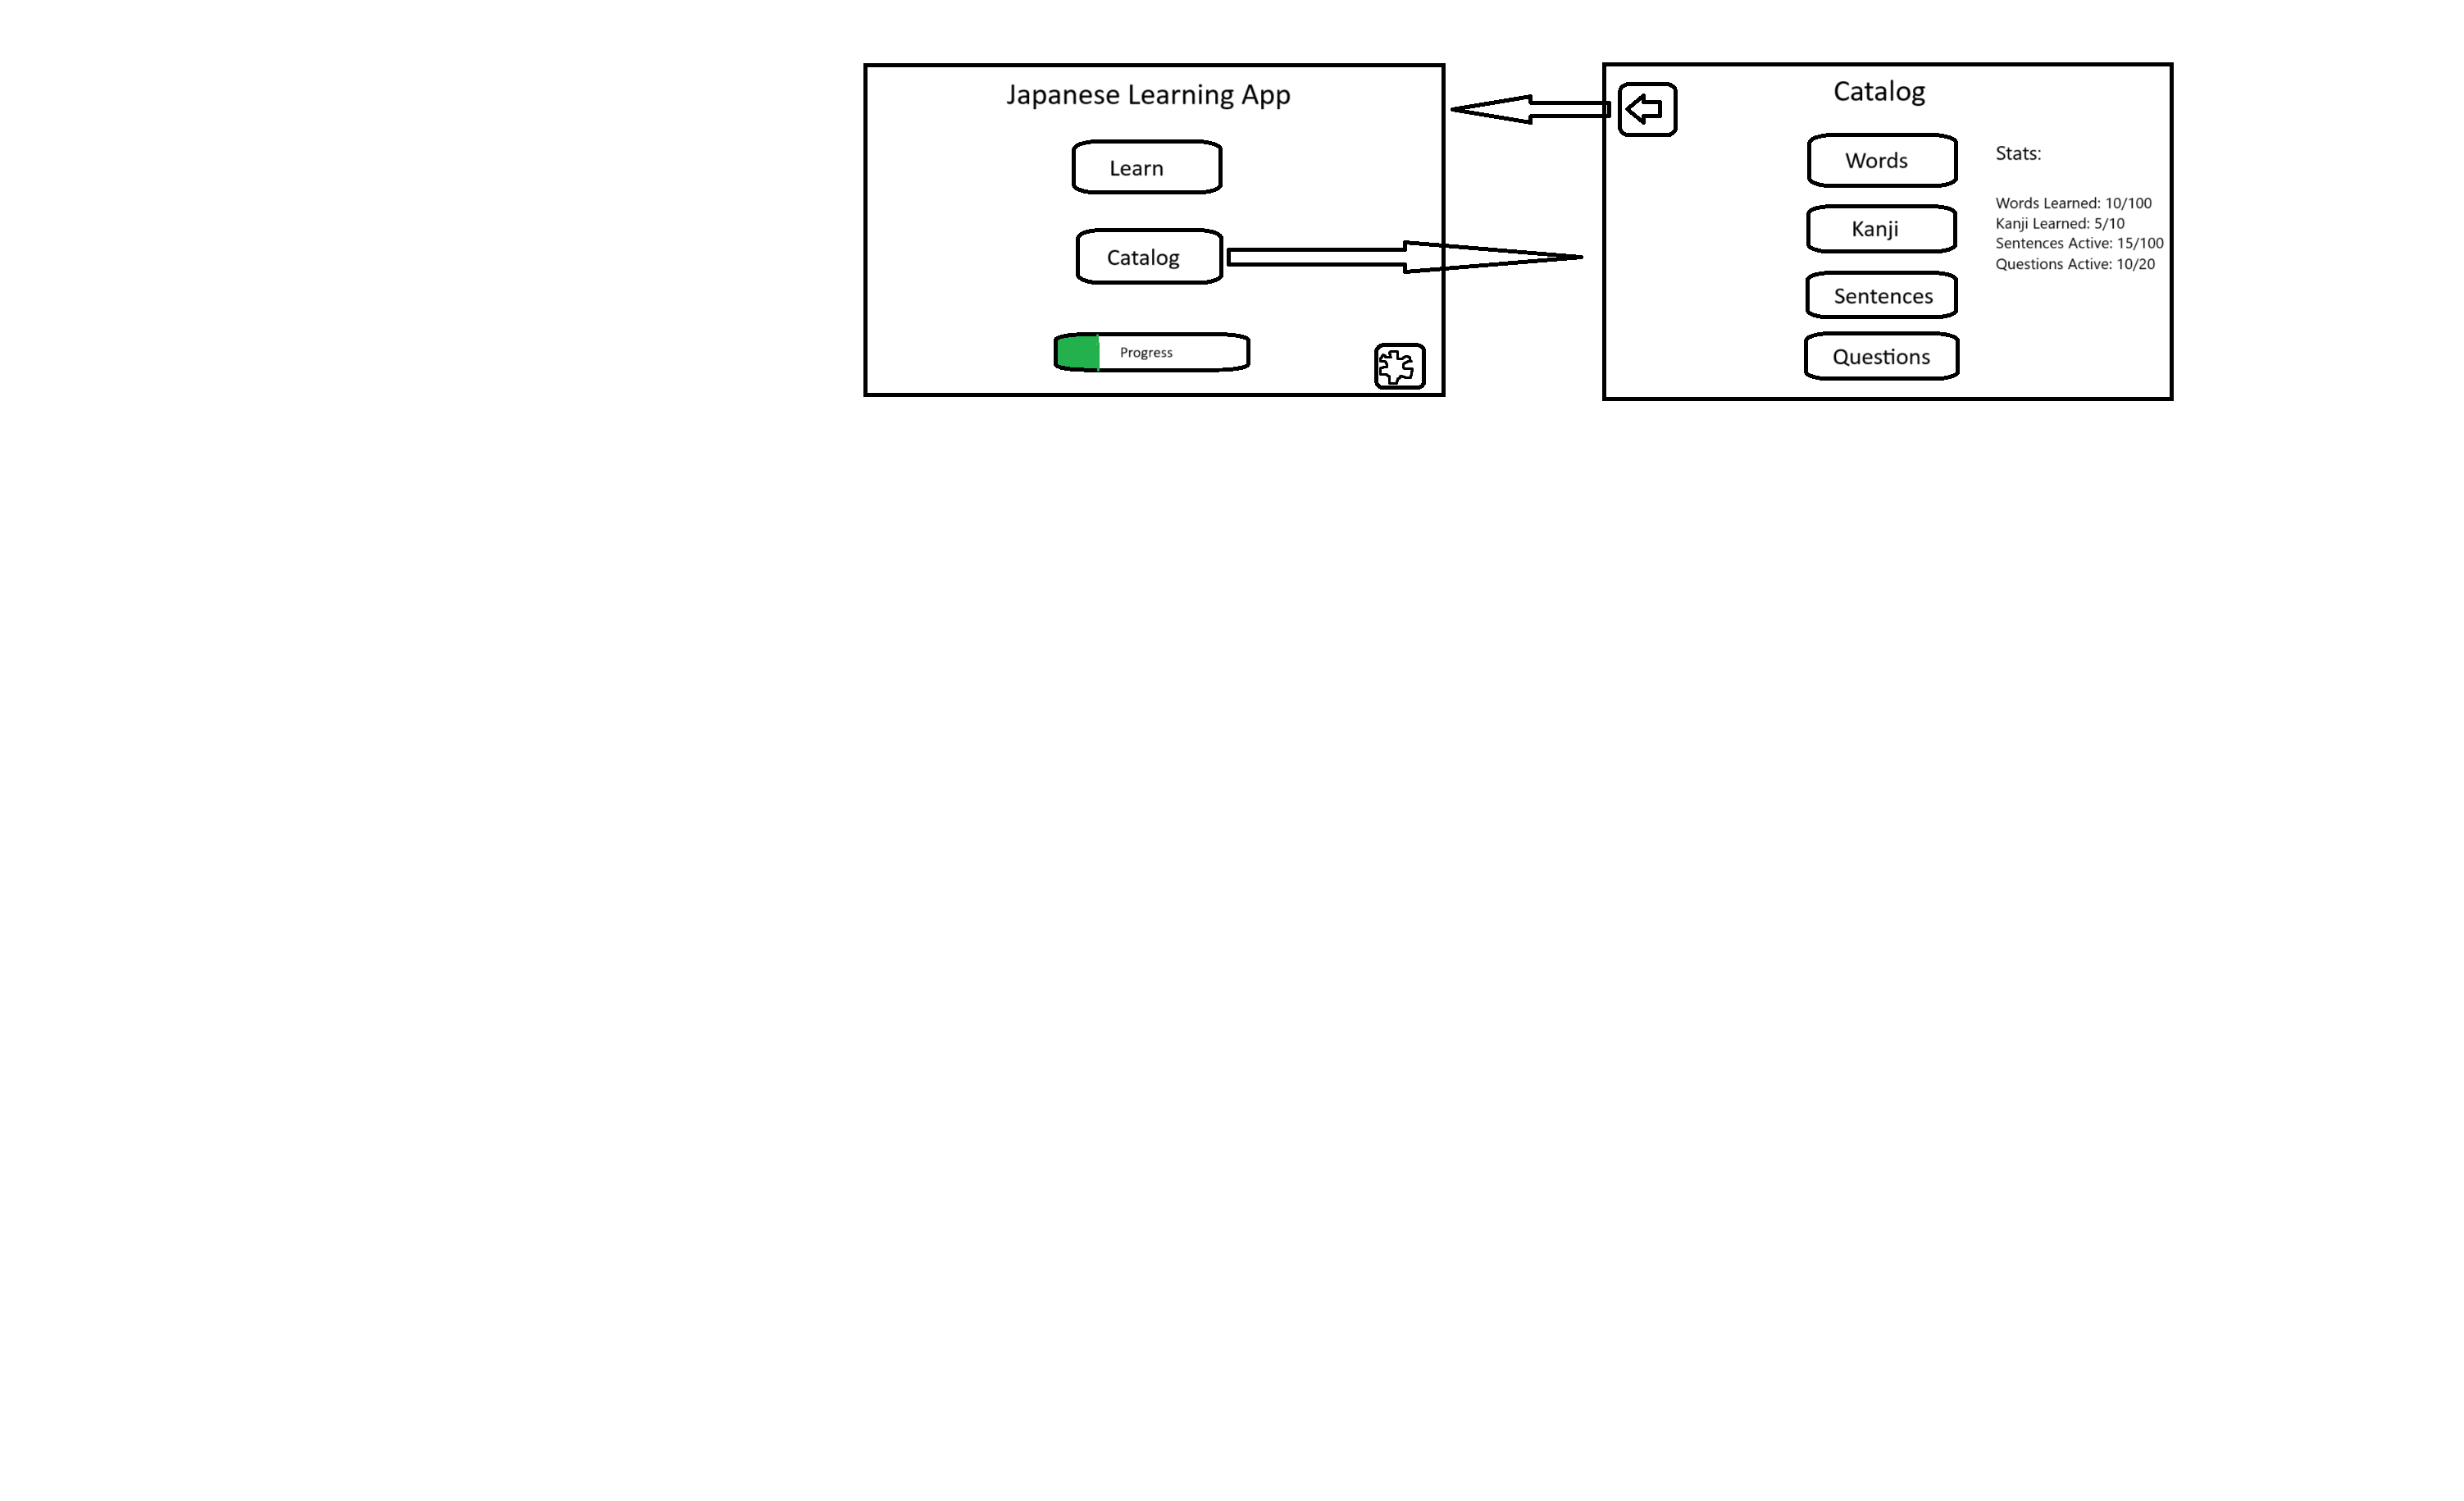 Japanese Learning App
Learn
Catalog
Progress
Catalog
Words
Kanji
Sentences
Questions
Stats:
Words Learned: 10/100
Kanji Learned: 5/10
Sentences Active: 15/100
Questions Active: 10/20